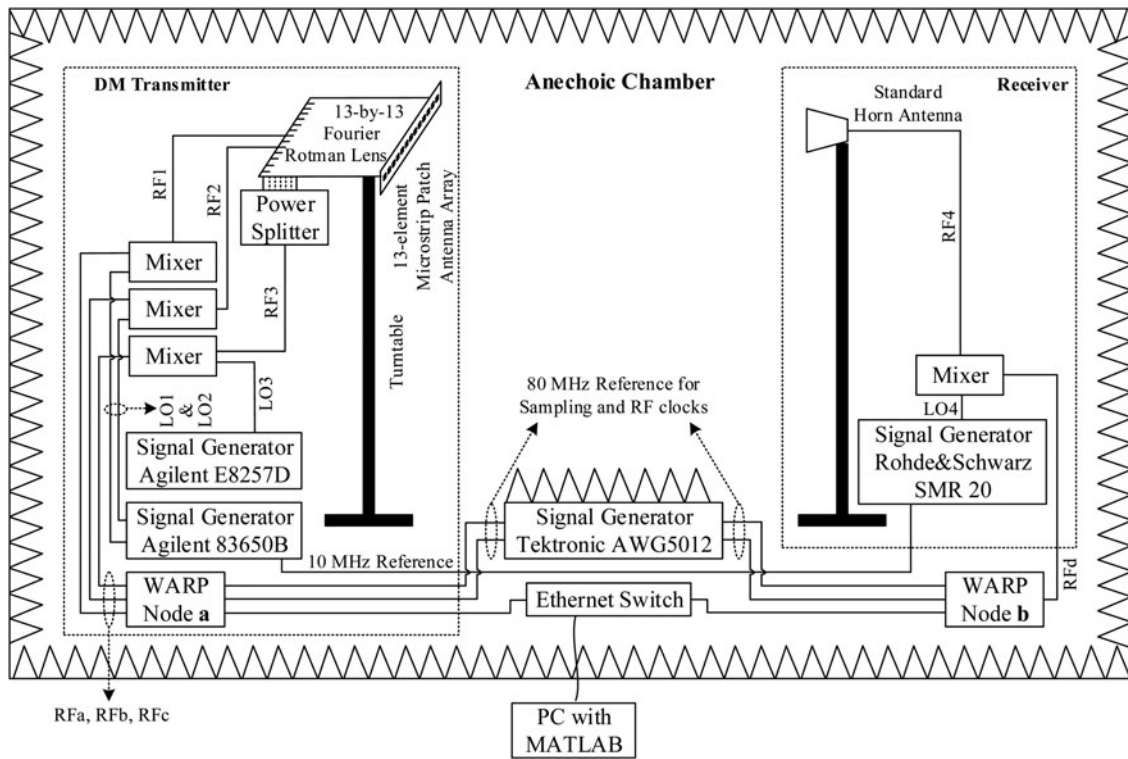 DM Transmitter
Anechoic Chamber
Receiver
13-by-13
Fourier
Rotman Lens
Standard
Horn Antenna
RF1
RF2
Power
Splitter
13-element
Microstrip Patch
Antenna Array
RF4
Mixer
Mixer
Mixer
RF3
Turntable
LO3
LO1
&
LO2
80 MHz Reference for
Sampling and RF clocks
Mixer
LO4
Signal Generator
Agilent E8257D
Signal Generator
Rohde&Schwarz
SMR 20
Signal Generator
Agilent 83650B
Signal Generator
Tektronic AWG5012
10 MHz Reference
RFd
WARP
Node a
Ethernet Switch
WARP
Node b
RFa, RFb, RFc
PC with
MATLAB